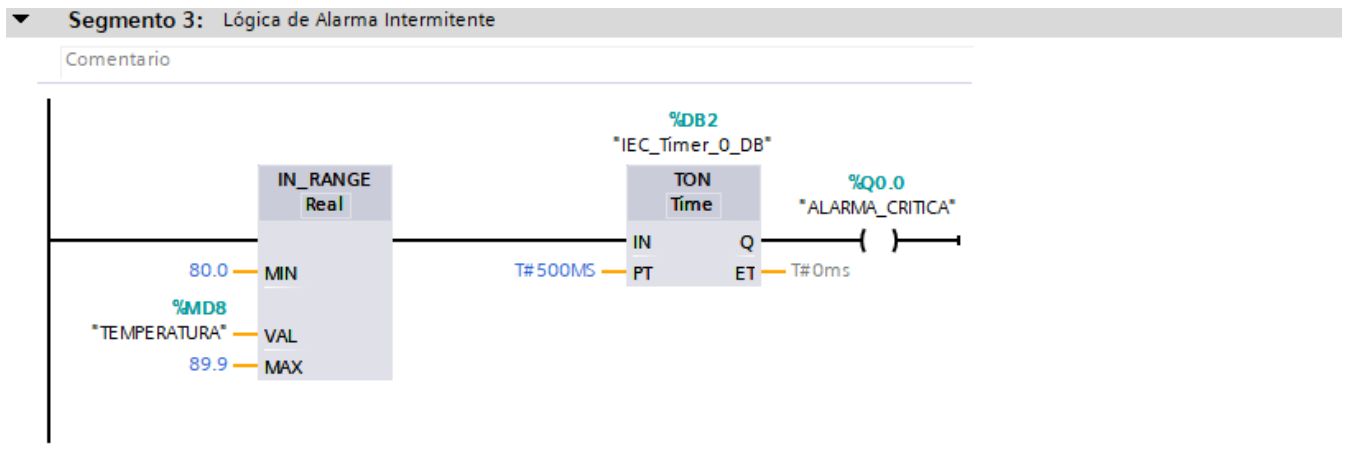 Segmento 3: Lógica de Alarma Intermitente
Comentario
%DB2
"IEC_Timer_0_DB"
IN_RANGE
Real
TON
Time
%Q0.0
"ALARMA_CRITICA"
IN
Q
80.0
MIN
T#500MS
PT
ET
T#0ms
%MD8
"TEMPERATURA"
VAL
89.9
MAX